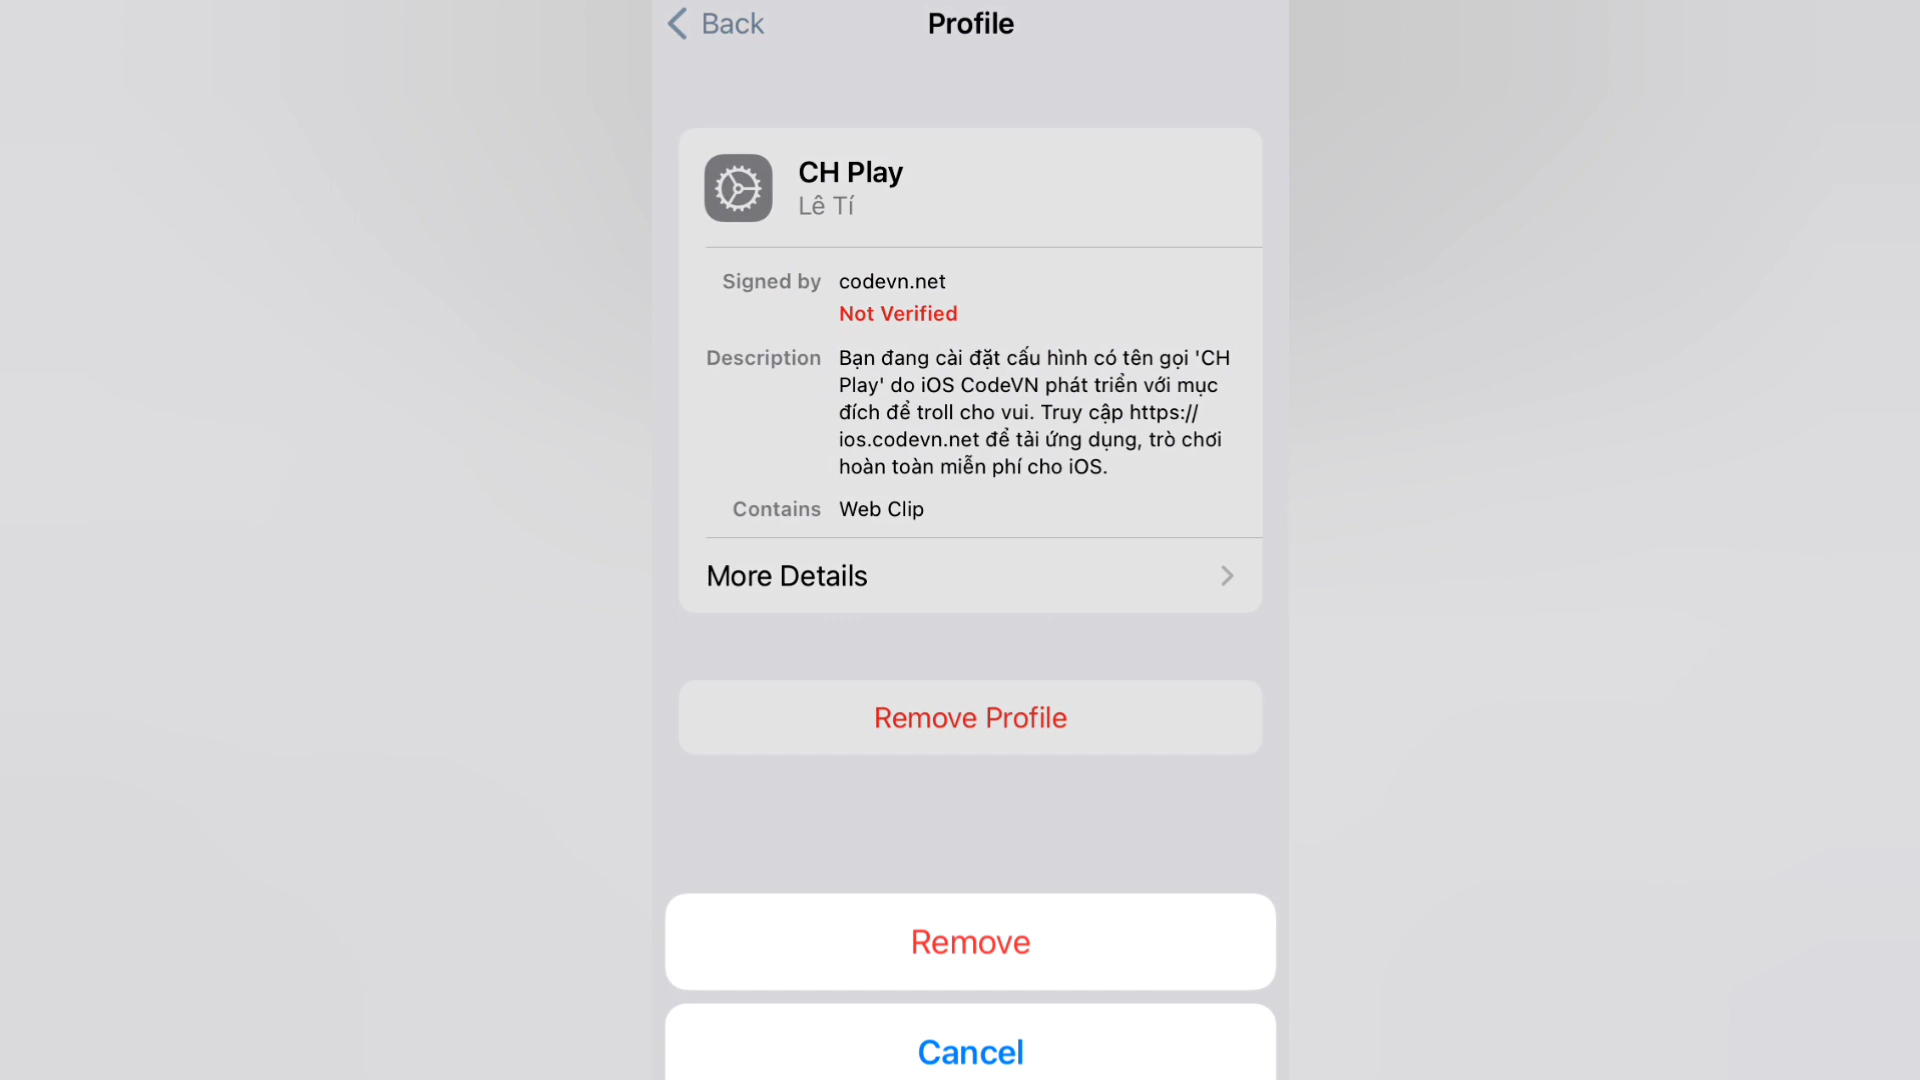 Back
Profile
CH Play
Lê Tí
Signed by codevn.net
Not Verified
Description Bạn đang cài đặt cấu hình có tên gọi 'CH
Play' do iOS CodeVN phát triển với mục
đích để troll cho vui. Truy cập https://
ios.codevn.net để tải ứng dụng, trò chơi
hoàn toàn miễn phí cho iOS.
Contains Web Clip
More Details
Remove Profile
Remove
Cancel